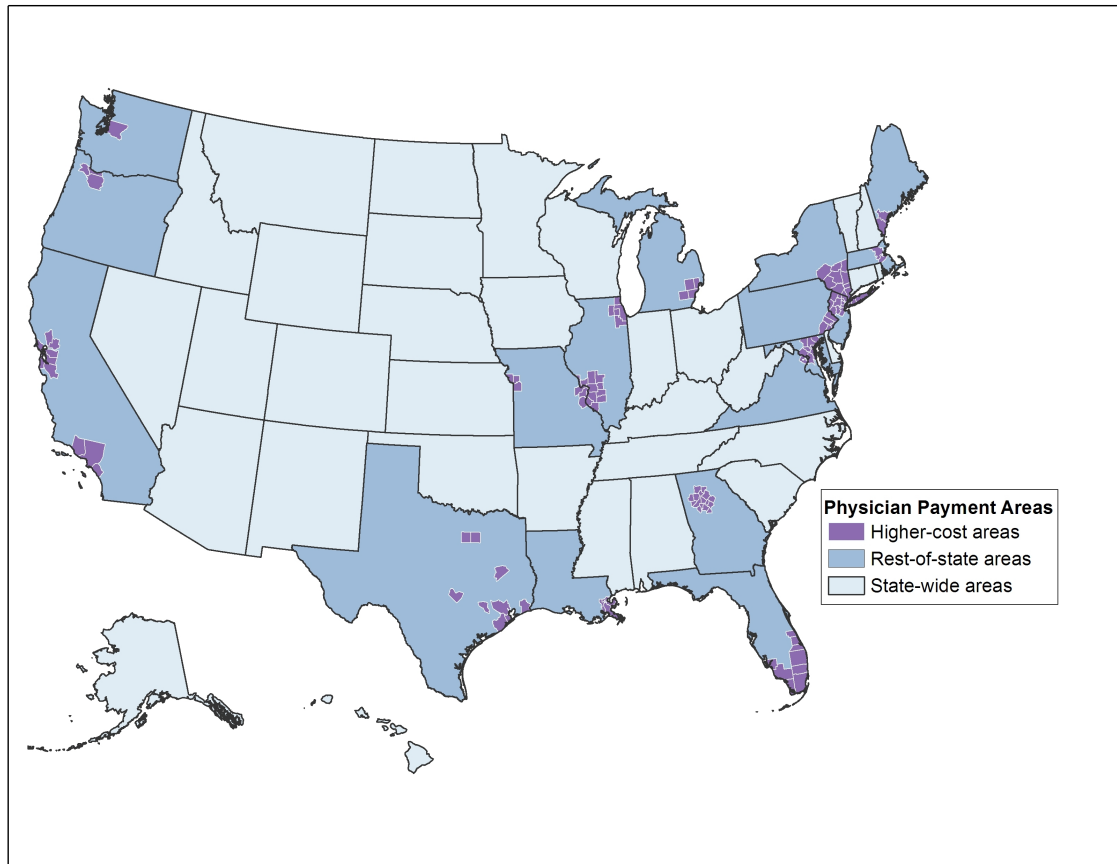 Physician Payment Areas
Higher-cost areas
Rest-of-state areas
State-wide areas